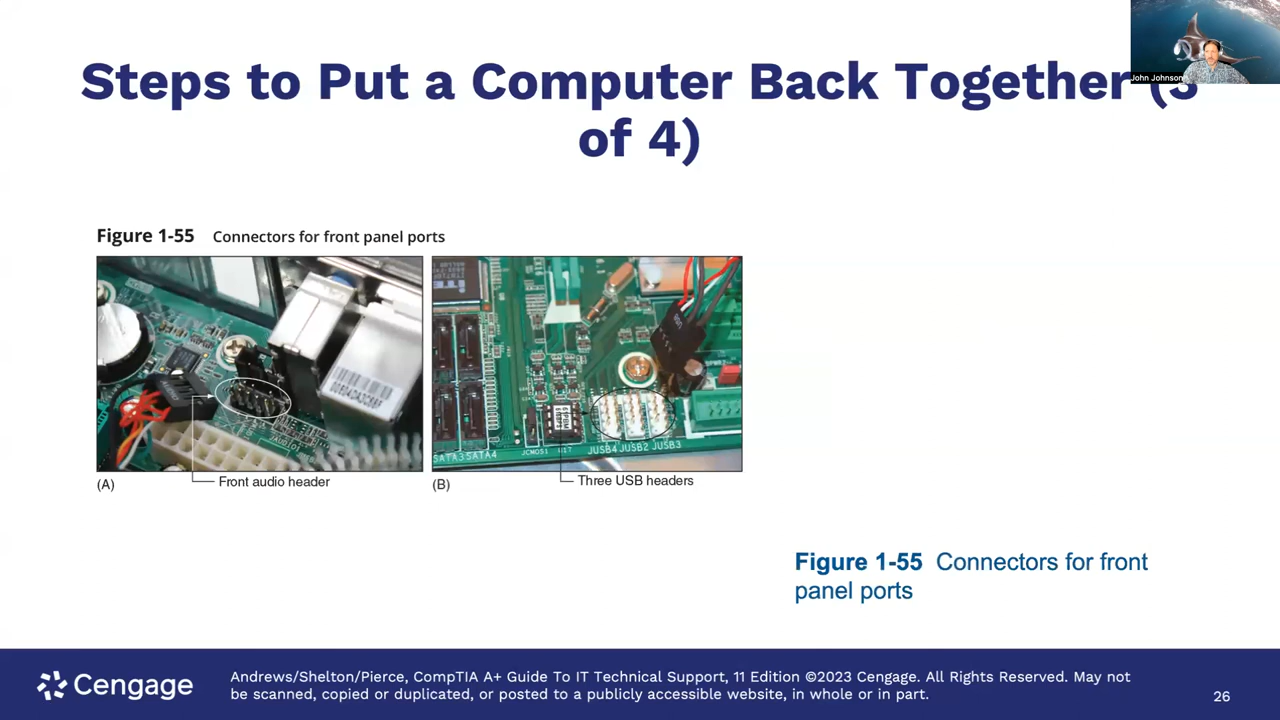 John Johnson
Steps to Put a Computer Back Together (3
of 4)
Figure 1-55 Connectors for front panel ports
SATA3 SATA4
JCMOS1
JUSB4 JUSB2 JUSB3
(A)
Front audio header
(B)
Three USB headers
Figure 1-55 Connectors for front
panel ports
Cengage
Andrews/Shelton/Pierce, CompTIA A+ Guide To IT Technical Support, 11 Edition ©2023 Cengage. All Rights Reserved. May not
be scanned, copied or duplicated, or posted to a publicly accessible website, in whole or in part.
26